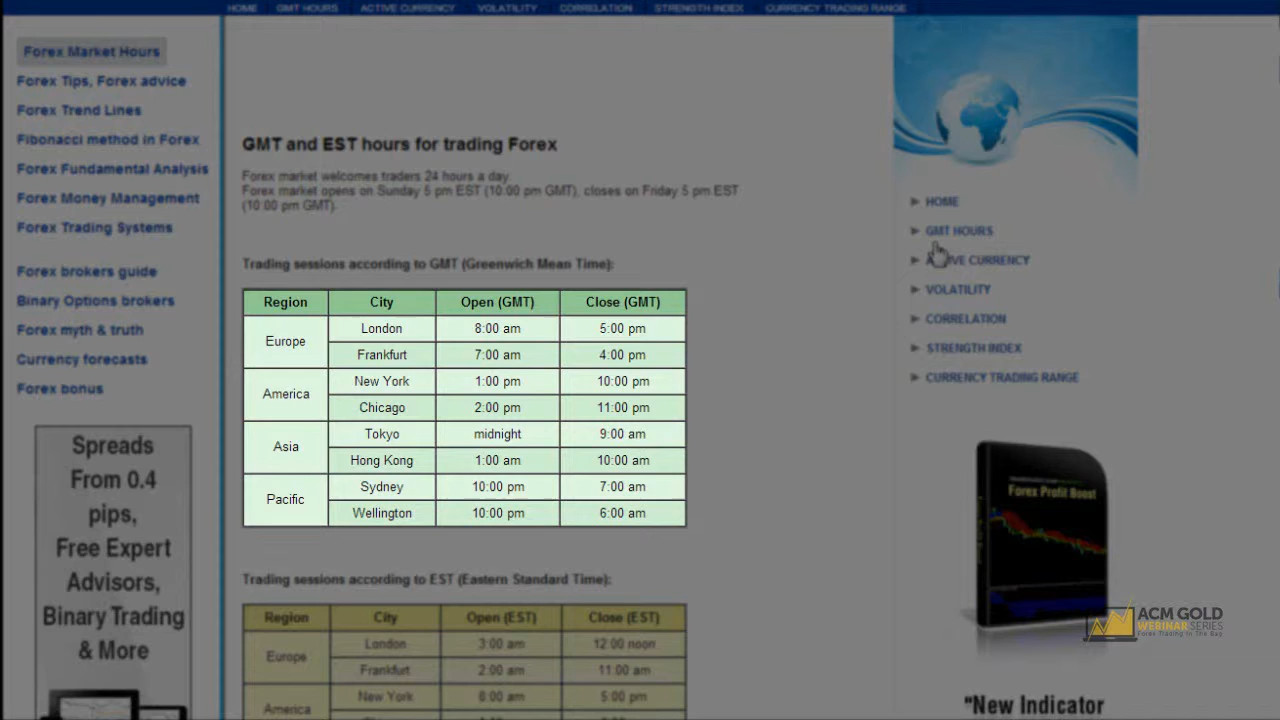 HOME GMT HOURS ACTIVE CURRENCY VOLATILITY CORRELATION STRENGTH INDEX CURRENCY TRADING RANGE
Forex Market Hours
Forex Tips, Forex advice
Forex Trend Lines
Fibonacci method in Forex
Forex Fundamental Analysis
Forex Money Management
Forex Trading Systems
Forex brokers guide
Binary Options brokers
Forex myth & truth
Currency forecasts
Forex bonus
Spreads
From 0.4
pips,
Free Expert
Advisors,
Binary Trading
& More
GMT and EST hours for trading Forex
Forex market welcomes traders 24 hours a day.
Forex market opens on Sunday 5 pm EST (10:00 pm GMT), closes on Friday 5 pm EST
(10:00 pm GMT).
Trading sessions according to GMT (Greenwich Mean Time):
Region City Open (GMT) Close (GMT)
Europe London 8:00 am 5:00 pm
Frankfurt 7:00 am 4:00 pm
America New York 1:00 pm 10:00 pm
Chicago 2:00 pm 11:00 pm
Asia Tokyo midnight 9:00 am
Hong Kong 1:00 am 10:00 am
Pacific Sydney 10:00 pm 7:00 am
Wellington 10:00 pm 6:00 am
Trading sessions according to EST (Eastern Standard Time):
Region City Open (EST) Close (EST)
Europe London 3:00 am 12:00 noon
Frankfurt 2:00 am 11:00 am
America New York 8:00 am 5:00 pm
HOME
GMT HOURS
CURRENCY
VOLATILITY
CORRELATION
STRENGTH INDEX
CURRENCY TRADING RANGE
Forex Profit Boost
ACM GOLD
WEBINAR SERIES
Forex Trading In The Bag
"New Indicator